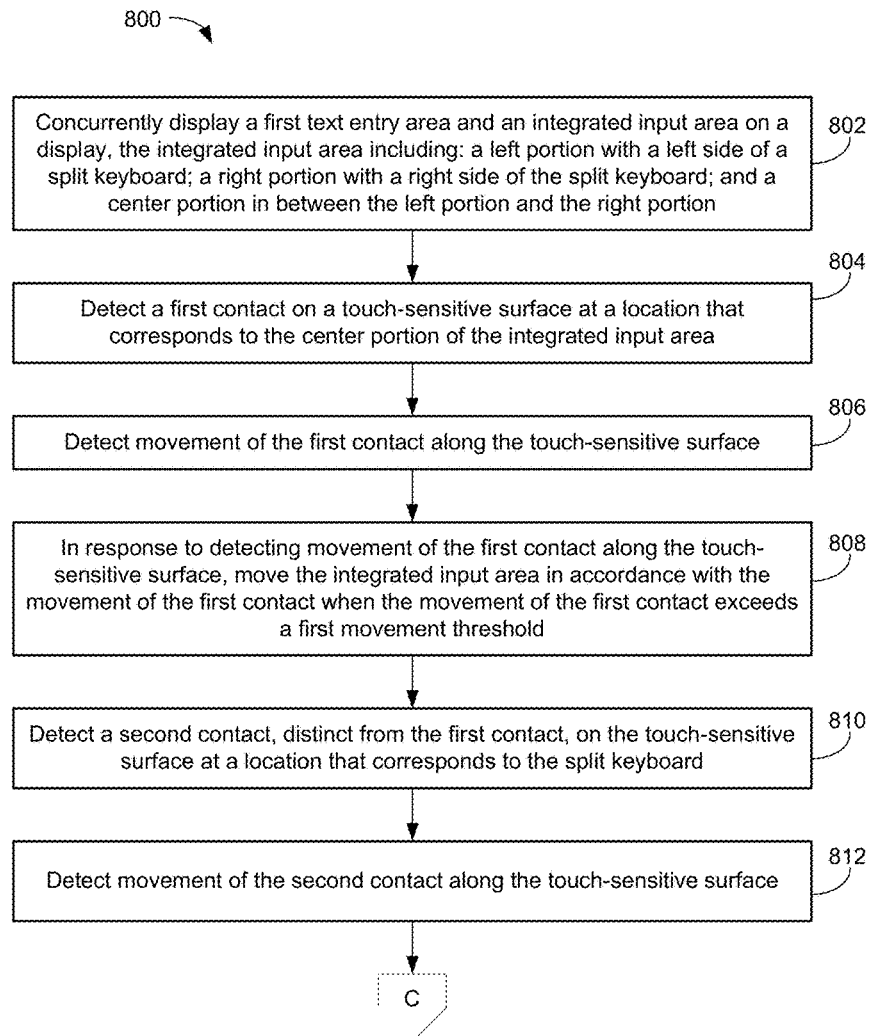 800
Concurrently display a first text entry area and an integrated input area on a
display, the integrated input area including: a left portion with a left side of a
split keyboard; a right portion with a right side of the split keyboard; and a
center portion in between the left portion and the right portion
802
Detect a first contact on a touch-sensitive surface at a location that
corresponds to the center portion of the integrated input area
804
Detect movement of the first contact along the touch-sensitive surface
806
In response to detecting movement of the first contact along the touch-
sensitive surface, move the integrated input area in accordance with the
movement of the first contact when the movement of the first contact exceeds
a first movement threshold
808
Detect a second contact, distinct from the first contact, on the touch-sensitive
surface at a location that corresponds to the split keyboard
810
Detect movement of the second contact along the touch-sensitive surface
812
C